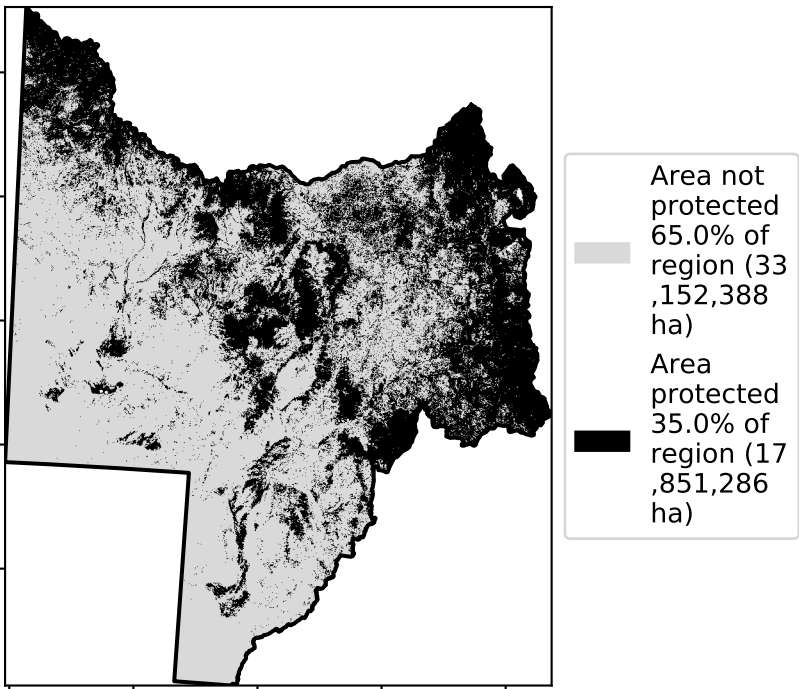 Area not
protected
65.0% of
region (33
,152,388
ha)
Area
protected
35.0% of
region (17
,851,286
ha)